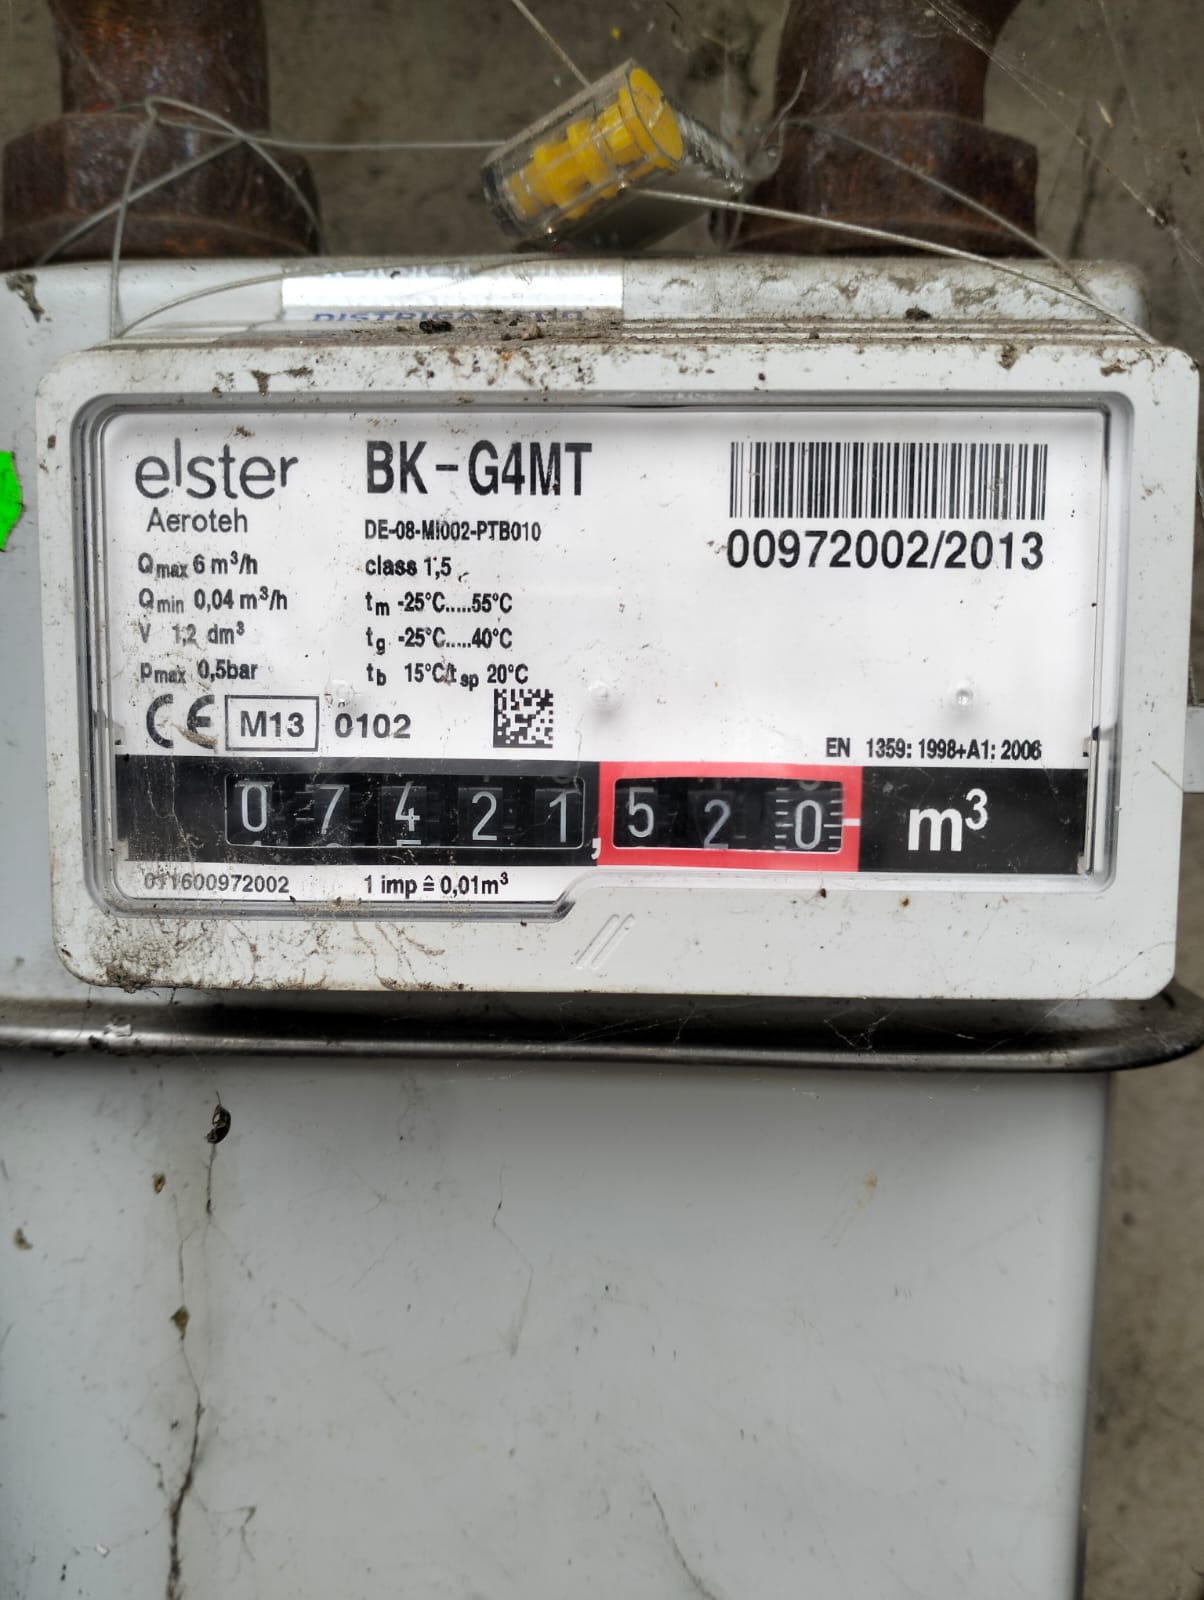 elster
Aeroteh
BK-G4MT
DE-08-MI002-PTB010
00972002/2013
Qmax 6 m³/h
class 1,5
Qmin 0,04 m³/h
tm -25°C.....55°C
V 1,2 dm³
tg -25°C.....40°C
pmax 0,5bar
tb 15°C/tsp 20°C
CE M13 0102
EN 1359: 1998+A1: 2006
07421,520 m³
011600972002
1 imp ≙ 0,01m³